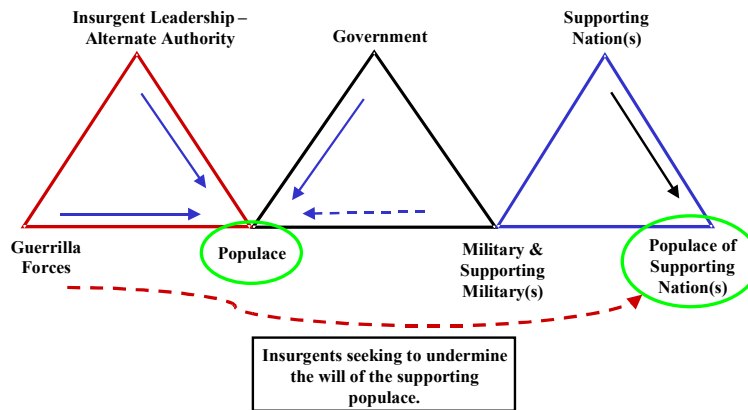 Insurgent Leadership –
Alternate Authority
Government
Supporting
Nation(s)
Guerrilla
Forces
Populace
Military &
Supporting
Military(s)
Populace of
Supporting
Nation(s)
Insurgents seeking to undermine
the will of the supporting
populace.